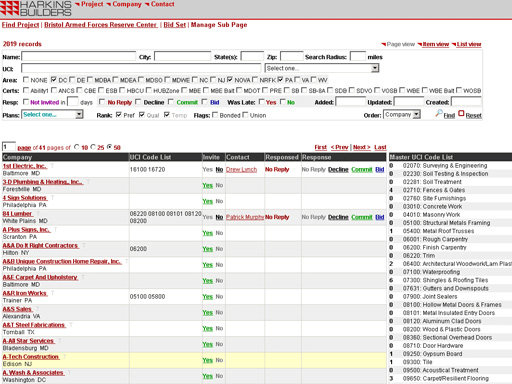 HARKINS
BUILDERS
Project Company Contact
Find Project | Bristol Armed Forces Reserve Center | Bid Set | Manage Sub Page
2019 records
Page view Item view List view
Name: City: State(s): Zip: Search Radius: miles
UCI: Select one...
Area: NONE DC DE MDBA MDEA MDSO MDWE NC NJ NOVA NRFK PA VA WV
Certs: Ability1 ANCS CBE ESB HBCU HUBZone MBE MBE Balt MDOT PRE SB SB-8A SDB SDVO VOSB WBE WBE Balt WOSB
Resp: Not Invited in days No Reply Decline Commit Bid Was Late: Yes No Added: Updated: Created:
Plans: Select one... Rank: Pref Qual Temp Flags: Bonded Union Order: Company Find Reset
1 page of 41 pages of 10 25 50 First < Prev | Next > Last
Company UCI Code List Invite Contact Responsed Response Master UCI Code List
1st Electric, Inc. 16100 16720 Yes No Drew Lynch No Reply No Reply Decline Commit Bid
Baltimore MD
3-D Plumbing & Heating,, Inc. Yes No
Forestville MD
4 Sign Solutions Yes No
Philadelphia PA
84 Lumber 06220 08100 08101 08120 08200 Yes No Patrick Murphy No Reply No Reply Decline Commit Bid
White Plains MD
A Plus Signs, Inc. Yes No
Scranton PA
A&A Do It Right Contractors 06200 Yes No
Hilton NY
A&B Unique Construction Home Repair, Inc. Yes No
Philadelphia PA
A&E Carpet And Upholstery Yes No
Baltimore MD
A&R Iron Works 05100 05800 Yes No
Trainer PA
A&S Sales Yes No
Alexandria VA
A&T Steel Fabrications Yes No
Tomball TX
A-All Star Services Yes No
Bladensburg MD
A-Tech Construction Yes No
Edison NJ
A. Wash & Associates Yes No
Washington DC
0 02070: Surveying & Engineering
0 02230: Soil Testing & Inspection
0 02281: Soil Treatment
4 02710: Fences & Gates
0 02760: Site Furnishings
0 03010: Concrete Work
0 04010: Masonry Work
0 05100: Structural Metals Framing
1 05400: Metal Roof Trusses
0 06001: Rough Carpentry
0 06200: Finish Carpentry
0 06220: Trim
2 06400: Architectural Woodwork/Lam Plast
0 07100: Waterproofing
6 07300: Shingles & Roofing Tiles
0 07631: Gutters and Downspouts
0 07900: Joint Sealers
0 08100: Hollow Metal Doors & Frames
0 08101: Metal Insulated Entry Doors
0 08120: Aluminum Clad Doors
0 08200: Wood & Plastic Doors
0 08360: Sectional Overhead Doors
0 08710: Door Hardware
1 09250: Gypsum Board
1 09300: Tile
0 09500: Acoustical Treatment
3 09650: Carpet/Resilient Flooring